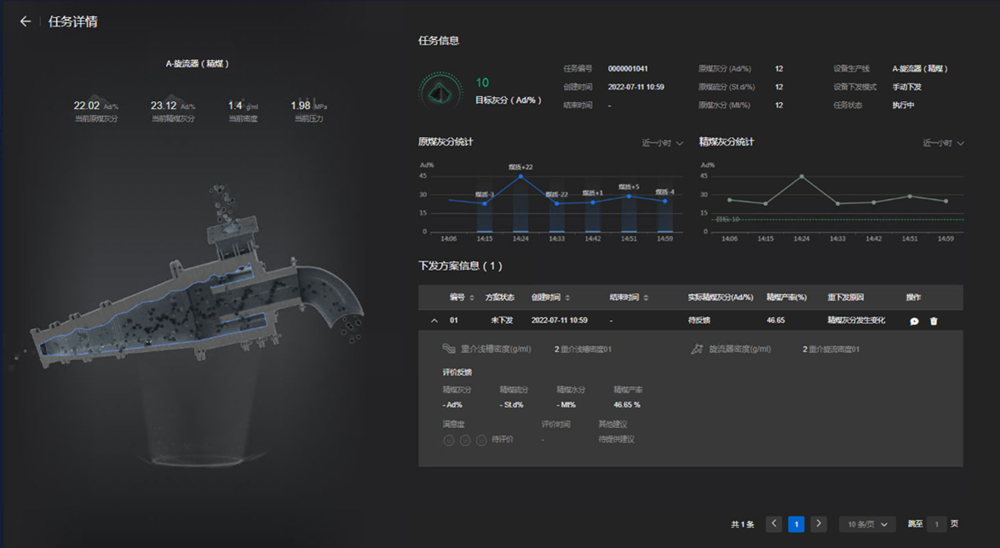 任务详情
A-旋流器（精煤）
22.02 Ad/% 23.12 Ad/% 1.4 g/ml 1.98 MPa
当前原煤灰分 当前精煤灰分 当前密度 当前压力
任务信息
10
目标灰分（Ad/%）
任务编号 0000001041 原煤灰分 (Ad/%) 12 设备生产线 A-旋流器（精煤）
创建时间 2022-07-11 10:59 原煤硫分 (St.d/%) 12 设备下发模式 手动下发
结束时间 - 原煤水分 (Mt/%) 12 任务状态 执行中
原煤灰分统计 近一小时
Ad%
45
30
15
0
煤质-3 煤质+22 煤质-22 煤质+1 煤质+5 煤质-4
14:06 14:15 14:24 14:33 14:42 14:51 14:59
精煤灰分统计 近一小时
Ad%
45
30
15
0
目标:10
14:06 14:15 14:24 14:33 14:42 14:51 14:59
下发方案信息（1）
编号 方案状态 创建时间 结束时间 实际精煤灰分(Ad/%) 精煤产率(%) 重下发原因 操作
01 未下发 2022-07-11 10:59 - 待反馈 46.65 精煤灰分发生变化
重介浅槽密度(g/ml) 2 重介浅槽密度01 旋流器密度(g/ml) 2 重介旋流密度01
评价反馈
精煤灰分 精煤硫分 精煤水分 精煤产率
- Ad% - St.d% - Mt% 46.65 %
满意度 评价时间 其他建议
待评价 - 待提供建议
共 1 条 1 10 条/页 跳至 1 页